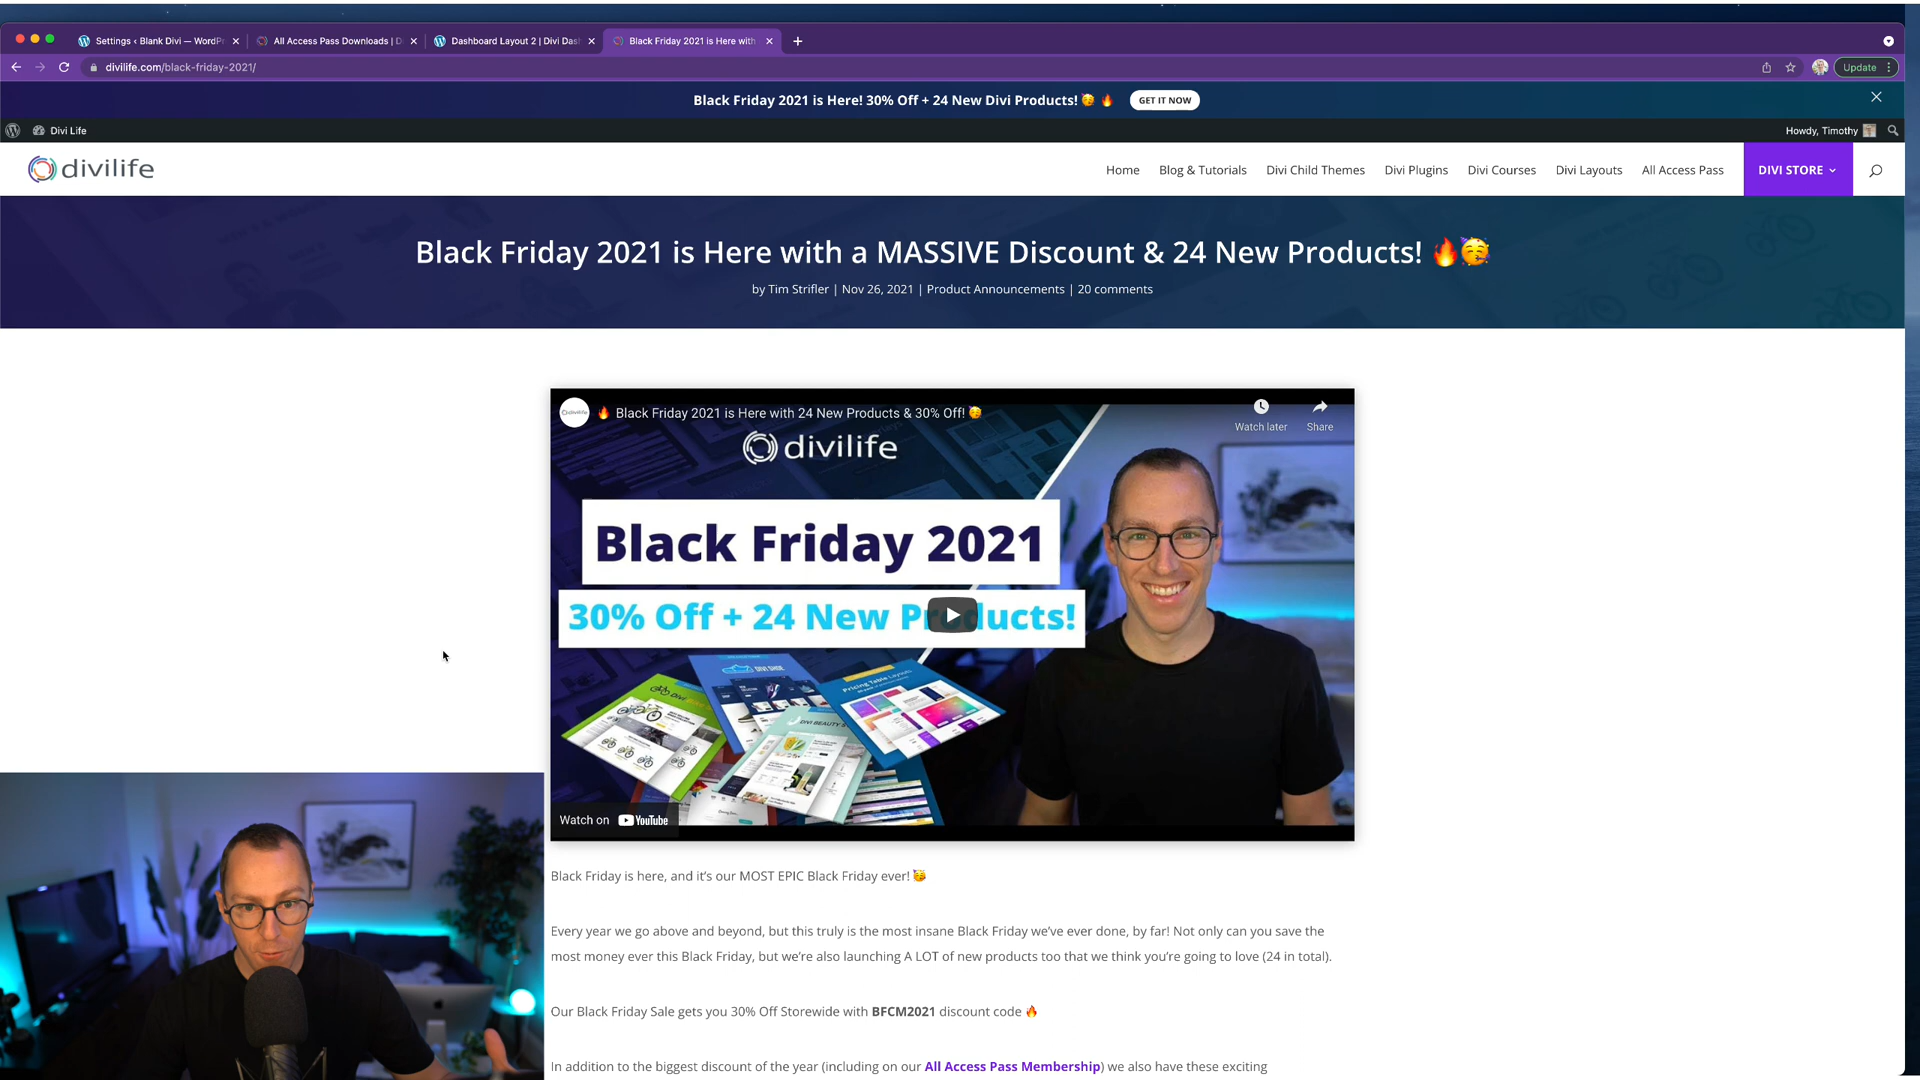 Settings ‹ Blank Divi — WordPr
All Access Pass Downloads | D
Dashboard Layout 2 | Divi Das
Black Friday 2021 is Here with
divilife.com/black-friday-2021/
Update
Black Friday 2021 is Here! 30% Off + 24 New Divi Products! 🥳 🔥 GET IT NOW
Divi Life
Howdy, Timothy
divilife
Home
Blog & Tutorials
Divi Child Themes
Divi Plugins
Divi Courses
Divi Layouts
All Access Pass
DIVI STORE
Black Friday 2021 is Here with a MASSIVE Discount & 24 New Products! 🔥🥳
by Tim Strifler | Nov 26, 2021 | Product Announcements | 20 comments
🔥 Black Friday 2021 is Here with 24 New Products & 30% Off! 🥳
Watch later
Share
divilife
Black Friday 2021
30% Off + 24 New Products!
DIVI SHOE
Pricing Table Layouts
Divi
DIVI BEAUTY
Watch on YouTube
Black Friday is here, and it's our MOST EPIC Black Friday ever! 🥳
Every year we go above and beyond, but this truly is the most insane Black Friday we've ever done, by far! Not only can you save the
most money ever this Black Friday, but we're also launching A LOT of new products too that we think you're going to love (24 in total).
Our Black Friday Sale gets you 30% Off Storewide with BFCM2021 discount code 🔥
In addition to the biggest discount of the year (including on our All Access Pass Membership) we also have these exciting